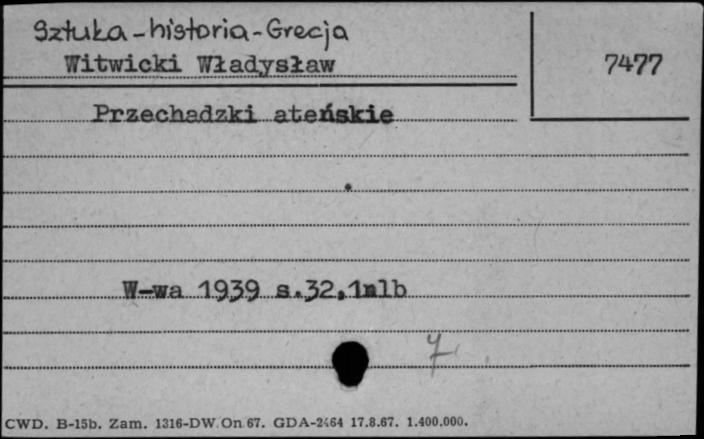 Sztuka-historia-Grecja
Witwicki Władysław
7477
Przechadzki ateńskie
W-wa 1939 s.32,1nlb
7
CWD. B-15b. Zam. 1316-DW. On 67. GDA-2464 17.8.67. 1.400.000.